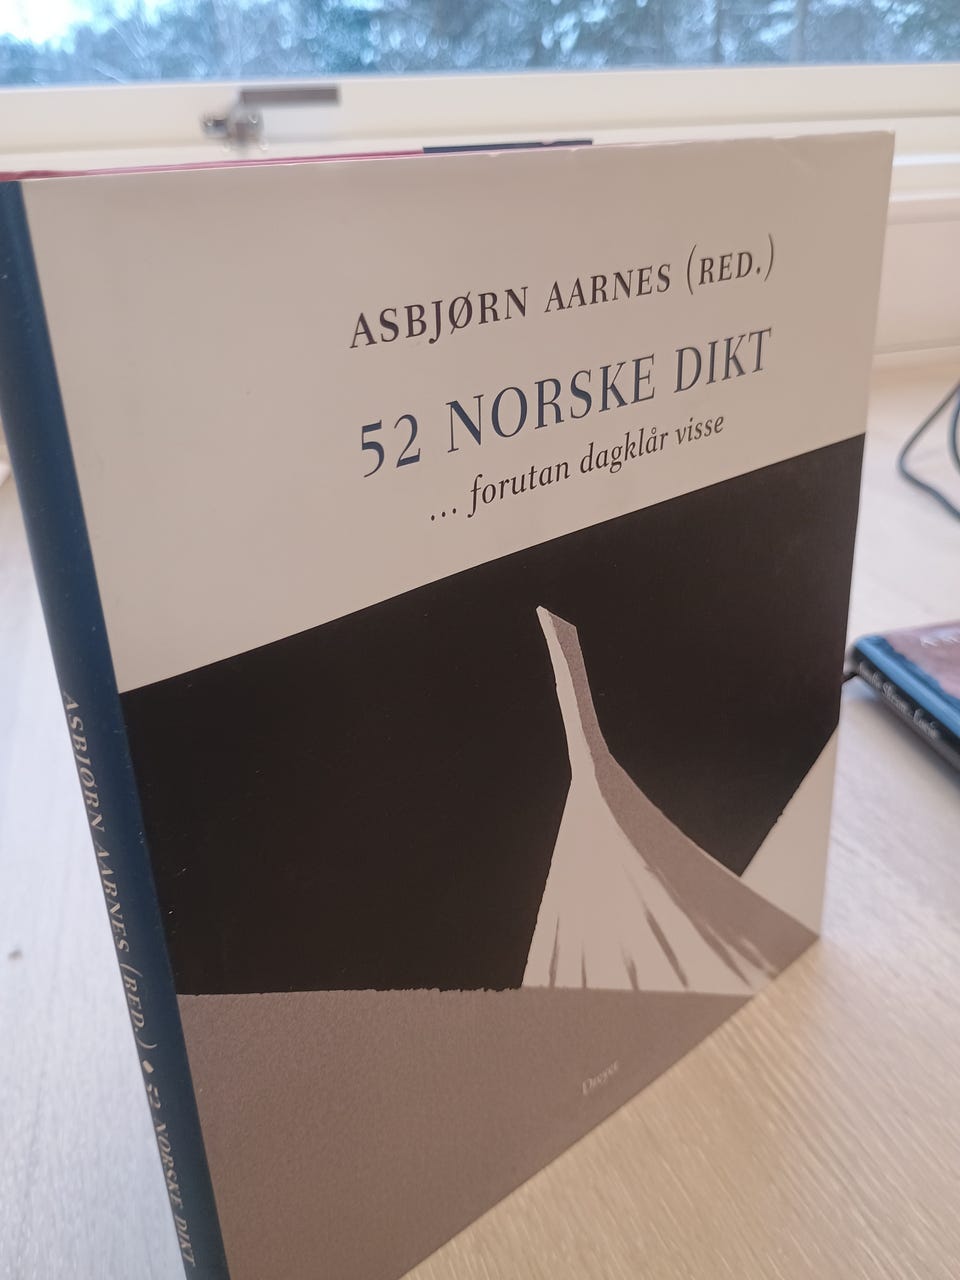 ASBJØRN AARNES (RED.)
52 NORSKE DIKT
... forutan dagklår visse
Dreyer
ASBJØRN AARNES (RED.) ◆ 52 NORSKE DIKT